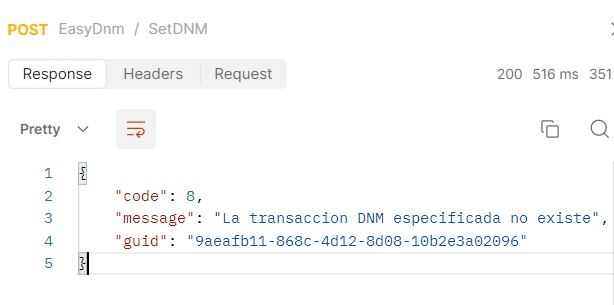 POST EasyDnm / SetDNM
Response Headers Request 200 516 ms 351
Pretty
1 {
2 "code": 8,
3 "message": "La transaccion DNM especificada no existe",
4 "guid": "9aeafb11-868c-4d12-8d08-10b2e3a02096"
5 }